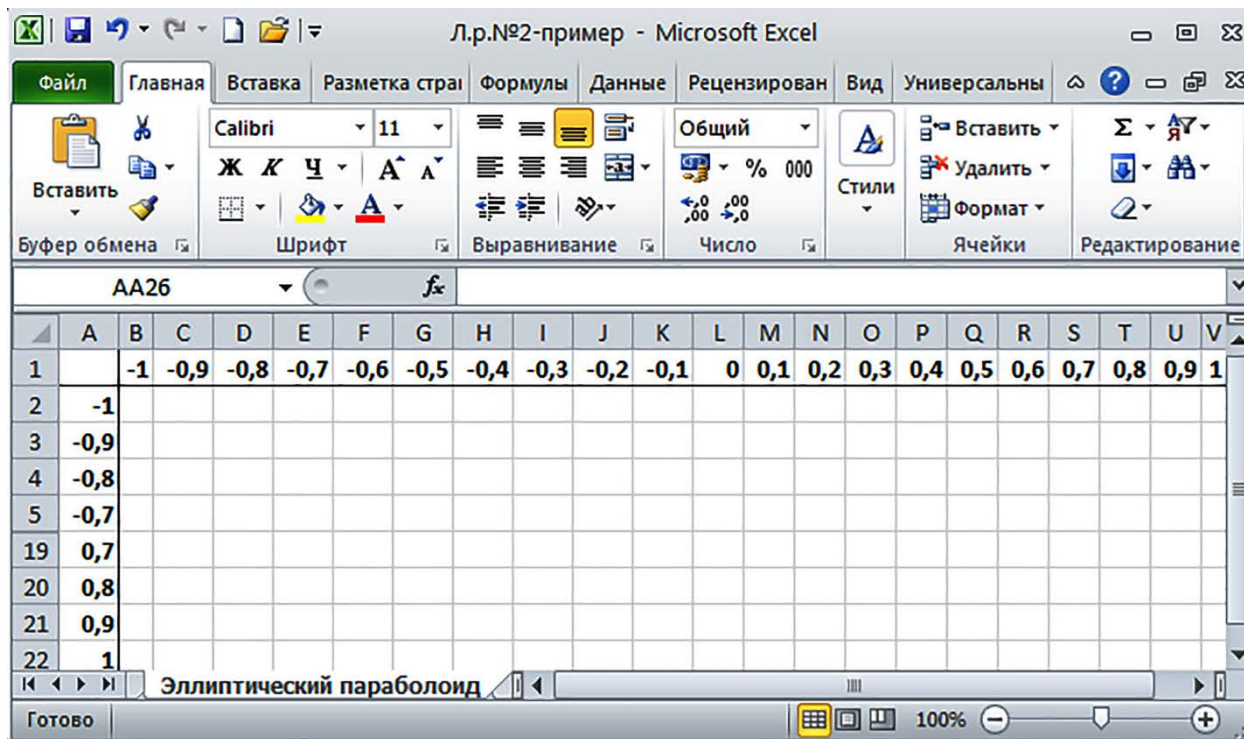 Л.р.№2-пример - Microsoft Excel
Файл Главная Вставка Разметка страı Формулы Данные Рецензирован Вид Универсальны
Calibri 11 Общий Вставить Σ
Вставить Ж К Ч А А % 000 Стили Удалить
А Формат
Буфер обмена Шрифт Выравнивание Число Ячейки Редактирование
AA26 fx
A B C D E F G H I J K L M N O P Q R S T U V
1 -1 -0,9 -0,8 -0,7 -0,6 -0,5 -0,4 -0,3 -0,2 -0,1 0 0,1 0,2 0,3 0,4 0,5 0,6 0,7 0,8 0,9 1
2 -1
3 -0,9
4 -0,8
5 -0,7
19 0,7
20 0,8
21 0,9
22 1
Эллиптический параболоид
Готово 100%